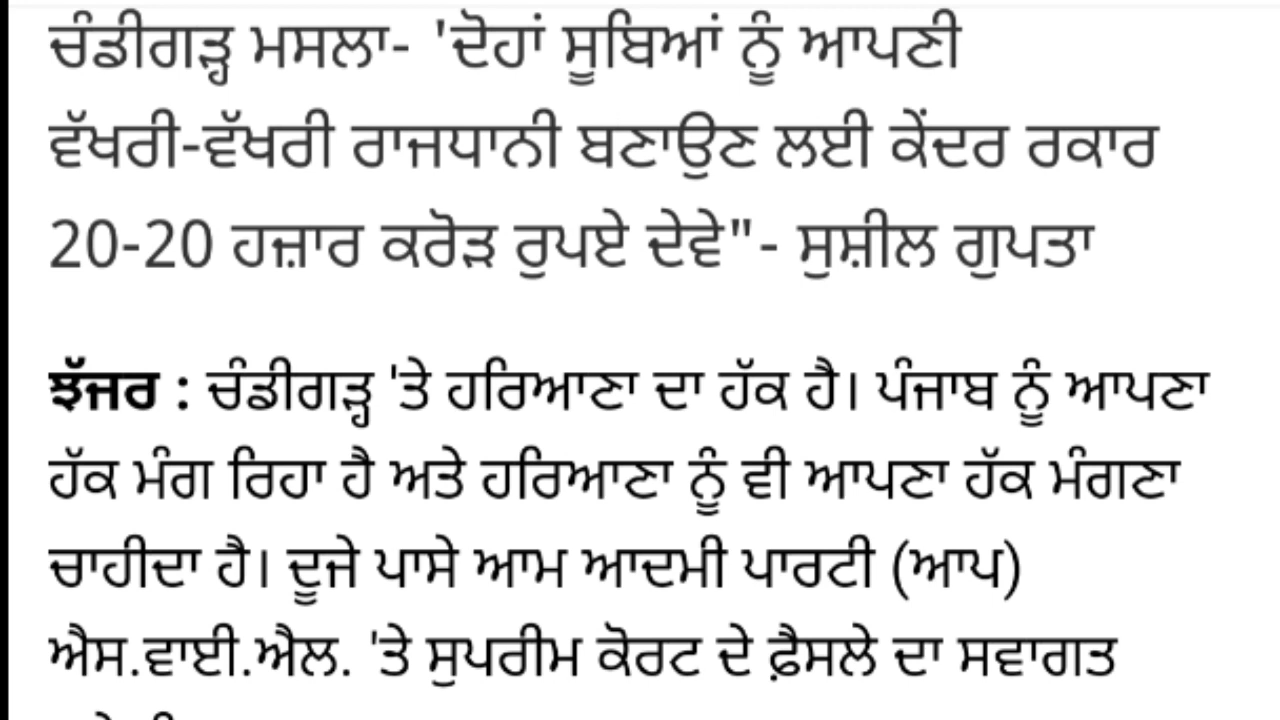 ਚੰਡੀਗੜ੍ਹ ਮਸਲਾ- 'ਦੋਹਾਂ ਸੂਬਿਆਂ ਨੂੰ ਆਪਣੀ
ਵੱਖਰੀ-ਵੱਖਰੀ ਰਾਜਧਾਨੀ ਬਣਾਉਣ ਲਈ ਕੇਂਦਰ ਰਕਾਰ
20-20 ਹਜ਼ਾਰ ਕਰੋੜ ਰੁਪਏ ਦੇਵੇ"- ਸੁਸ਼ੀਲ ਗੁਪਤਾ
ਝੱਜਰ : ਚੰਡੀਗੜ੍ਹ 'ਤੇ ਹਰਿਆਣਾ ਦਾ ਹੱਕ ਹੈ। ਪੰਜਾਬ ਨੂੰ ਆਪਣਾ
ਹੱਕ ਮੰਗ ਰਿਹਾ ਹੈ ਅਤੇ ਹਰਿਆਣਾ ਨੂੰ ਵੀ ਆਪਣਾ ਹੱਕ ਮੰਗਣਾ
ਚਾਹੀਦਾ ਹੈ। ਦੂਜੇ ਪਾਸੇ ਆਮ ਆਦਮੀ ਪਾਰਟੀ (ਆਪ)
ਐਸ.ਵਾਈ.ਐਲ. 'ਤੇ ਸੁਪਰੀਮ ਕੋਰਟ ਦੇ ਫ਼ੈਸਲੇ ਦਾ ਸਵਾਗਤ